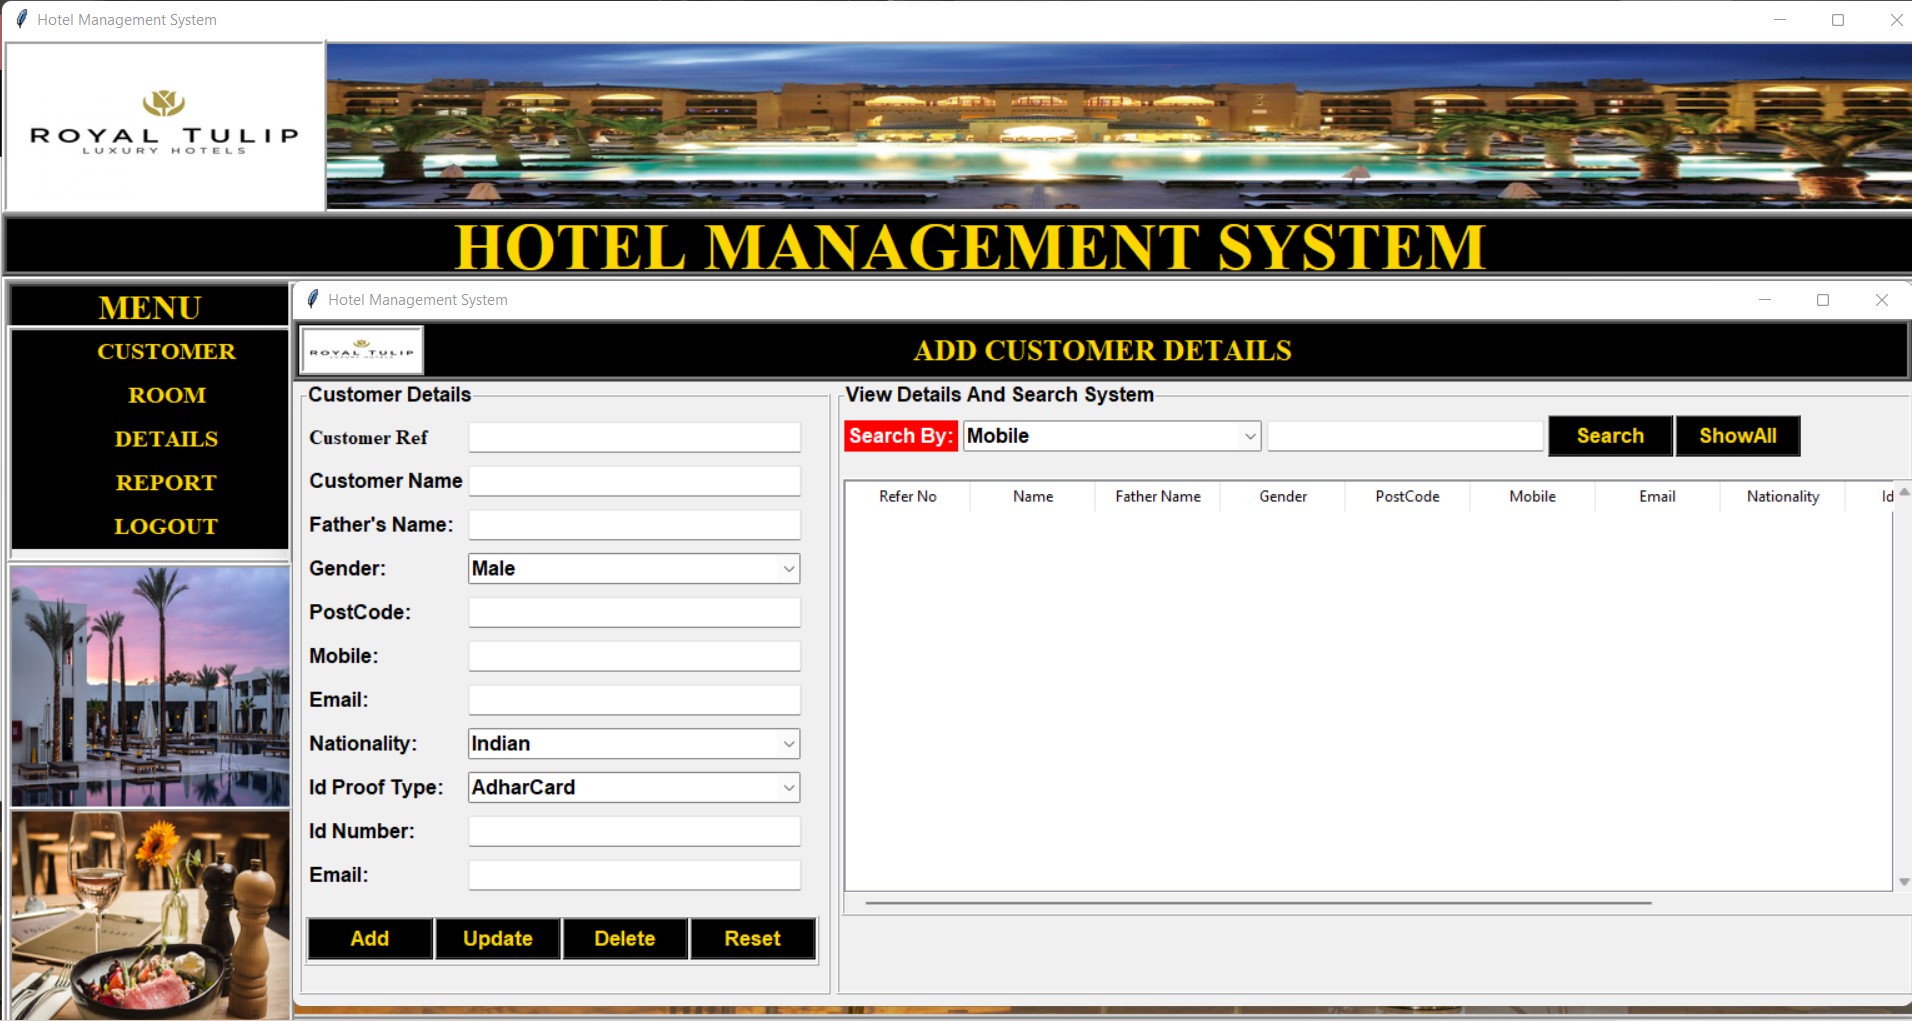 Hotel Management System
ROYAL TULIP
LUXURY HOTELS
HOTEL MANAGEMENT SYSTEM
MENU
CUSTOMER
ROOM
DETAILS
REPORT
LOGOUT
Hotel Management System
ROYAL TULIP
ADD CUSTOMER DETAILS
Customer Details
Customer Ref
Customer Name
Father's Name:
Gender: Male
PostCode:
Mobile:
Email:
Nationality: Indian
Id Proof Type: AdharCard
Id Number:
Email:
Add Update Delete Reset
View Details And Search System
Search By: Mobile Search ShowAll
Refer No Name Father Name Gender PostCode Mobile Email Nationality Id